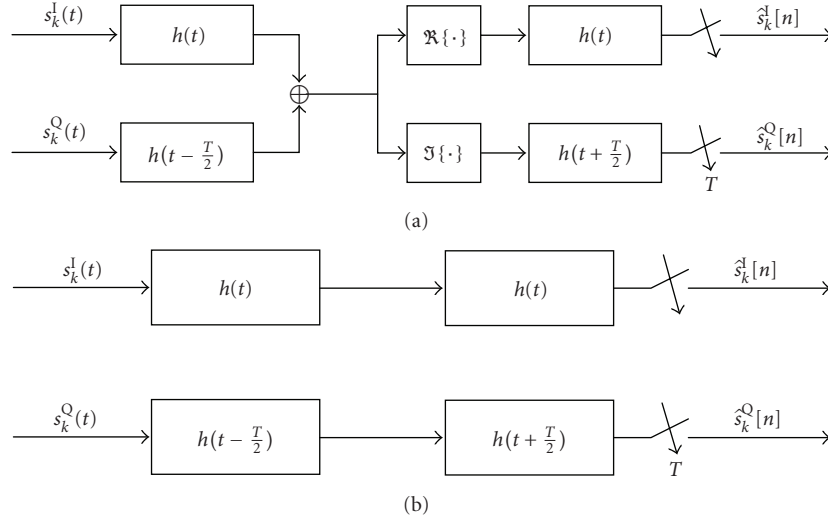 s_k^I(t) h(t) ℜ{·} h(t) ŝ_k^I[n]
s_k^Q(t) h(t − T/2) ℑ{·} h(t + T/2) ŝ_k^Q[n]
T
(a)
s_k^I(t) h(t) h(t) ŝ_k^I[n]
s_k^Q(t) h(t − T/2) h(t + T/2) ŝ_k^Q[n]
T
(b)